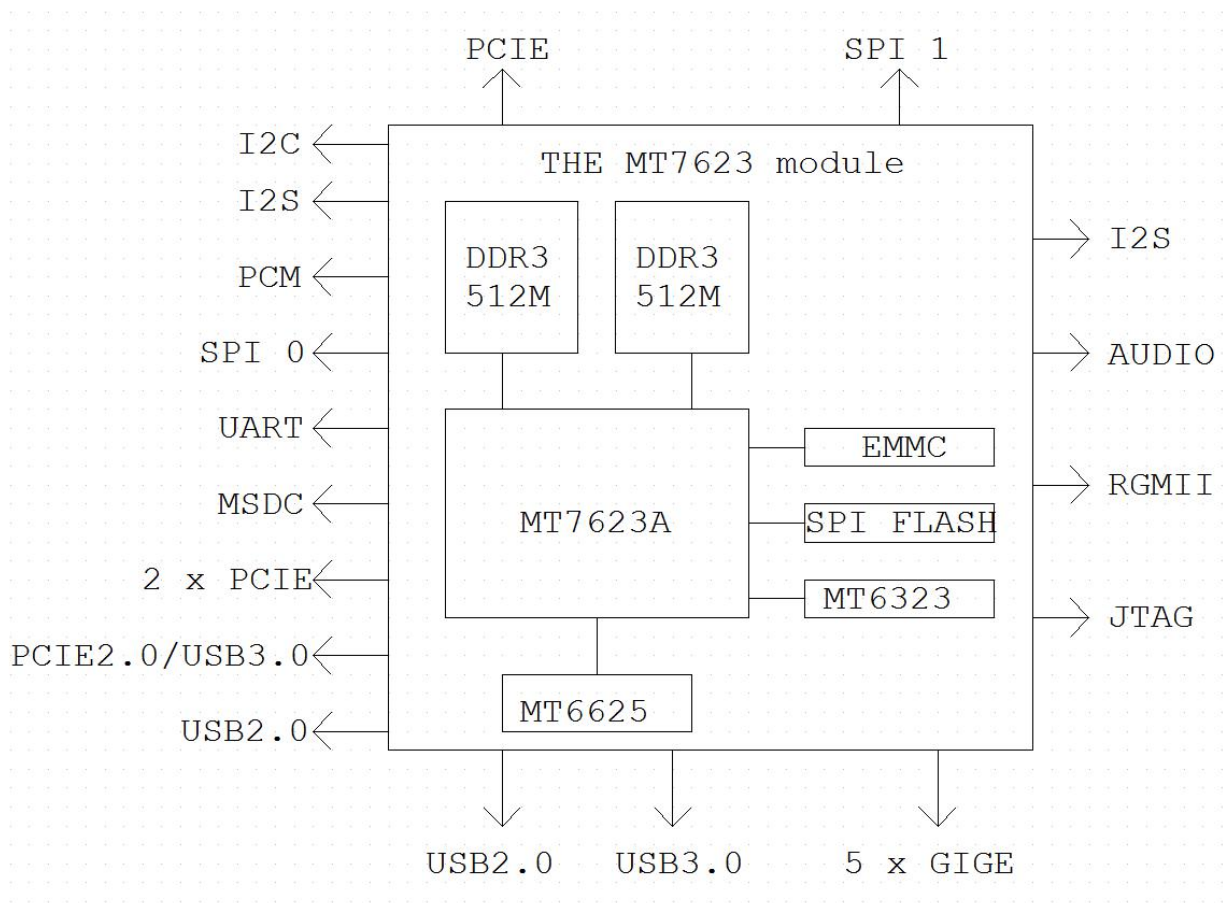 PCIE
SPI 1
I2C
THE MT7623 module
I2S
I2S
DDR3
512M
DDR3
512M
PCM
SPI 0
AUDIO
UART
EMMC
MSDC
RGMII
MT7623A
SPI FLASH
2 x PCIE
MT6323
JTAG
PCIE2.0/USB3.0
MT6625
USB2.0
USB2.0
USB3.0
5 x GIGE